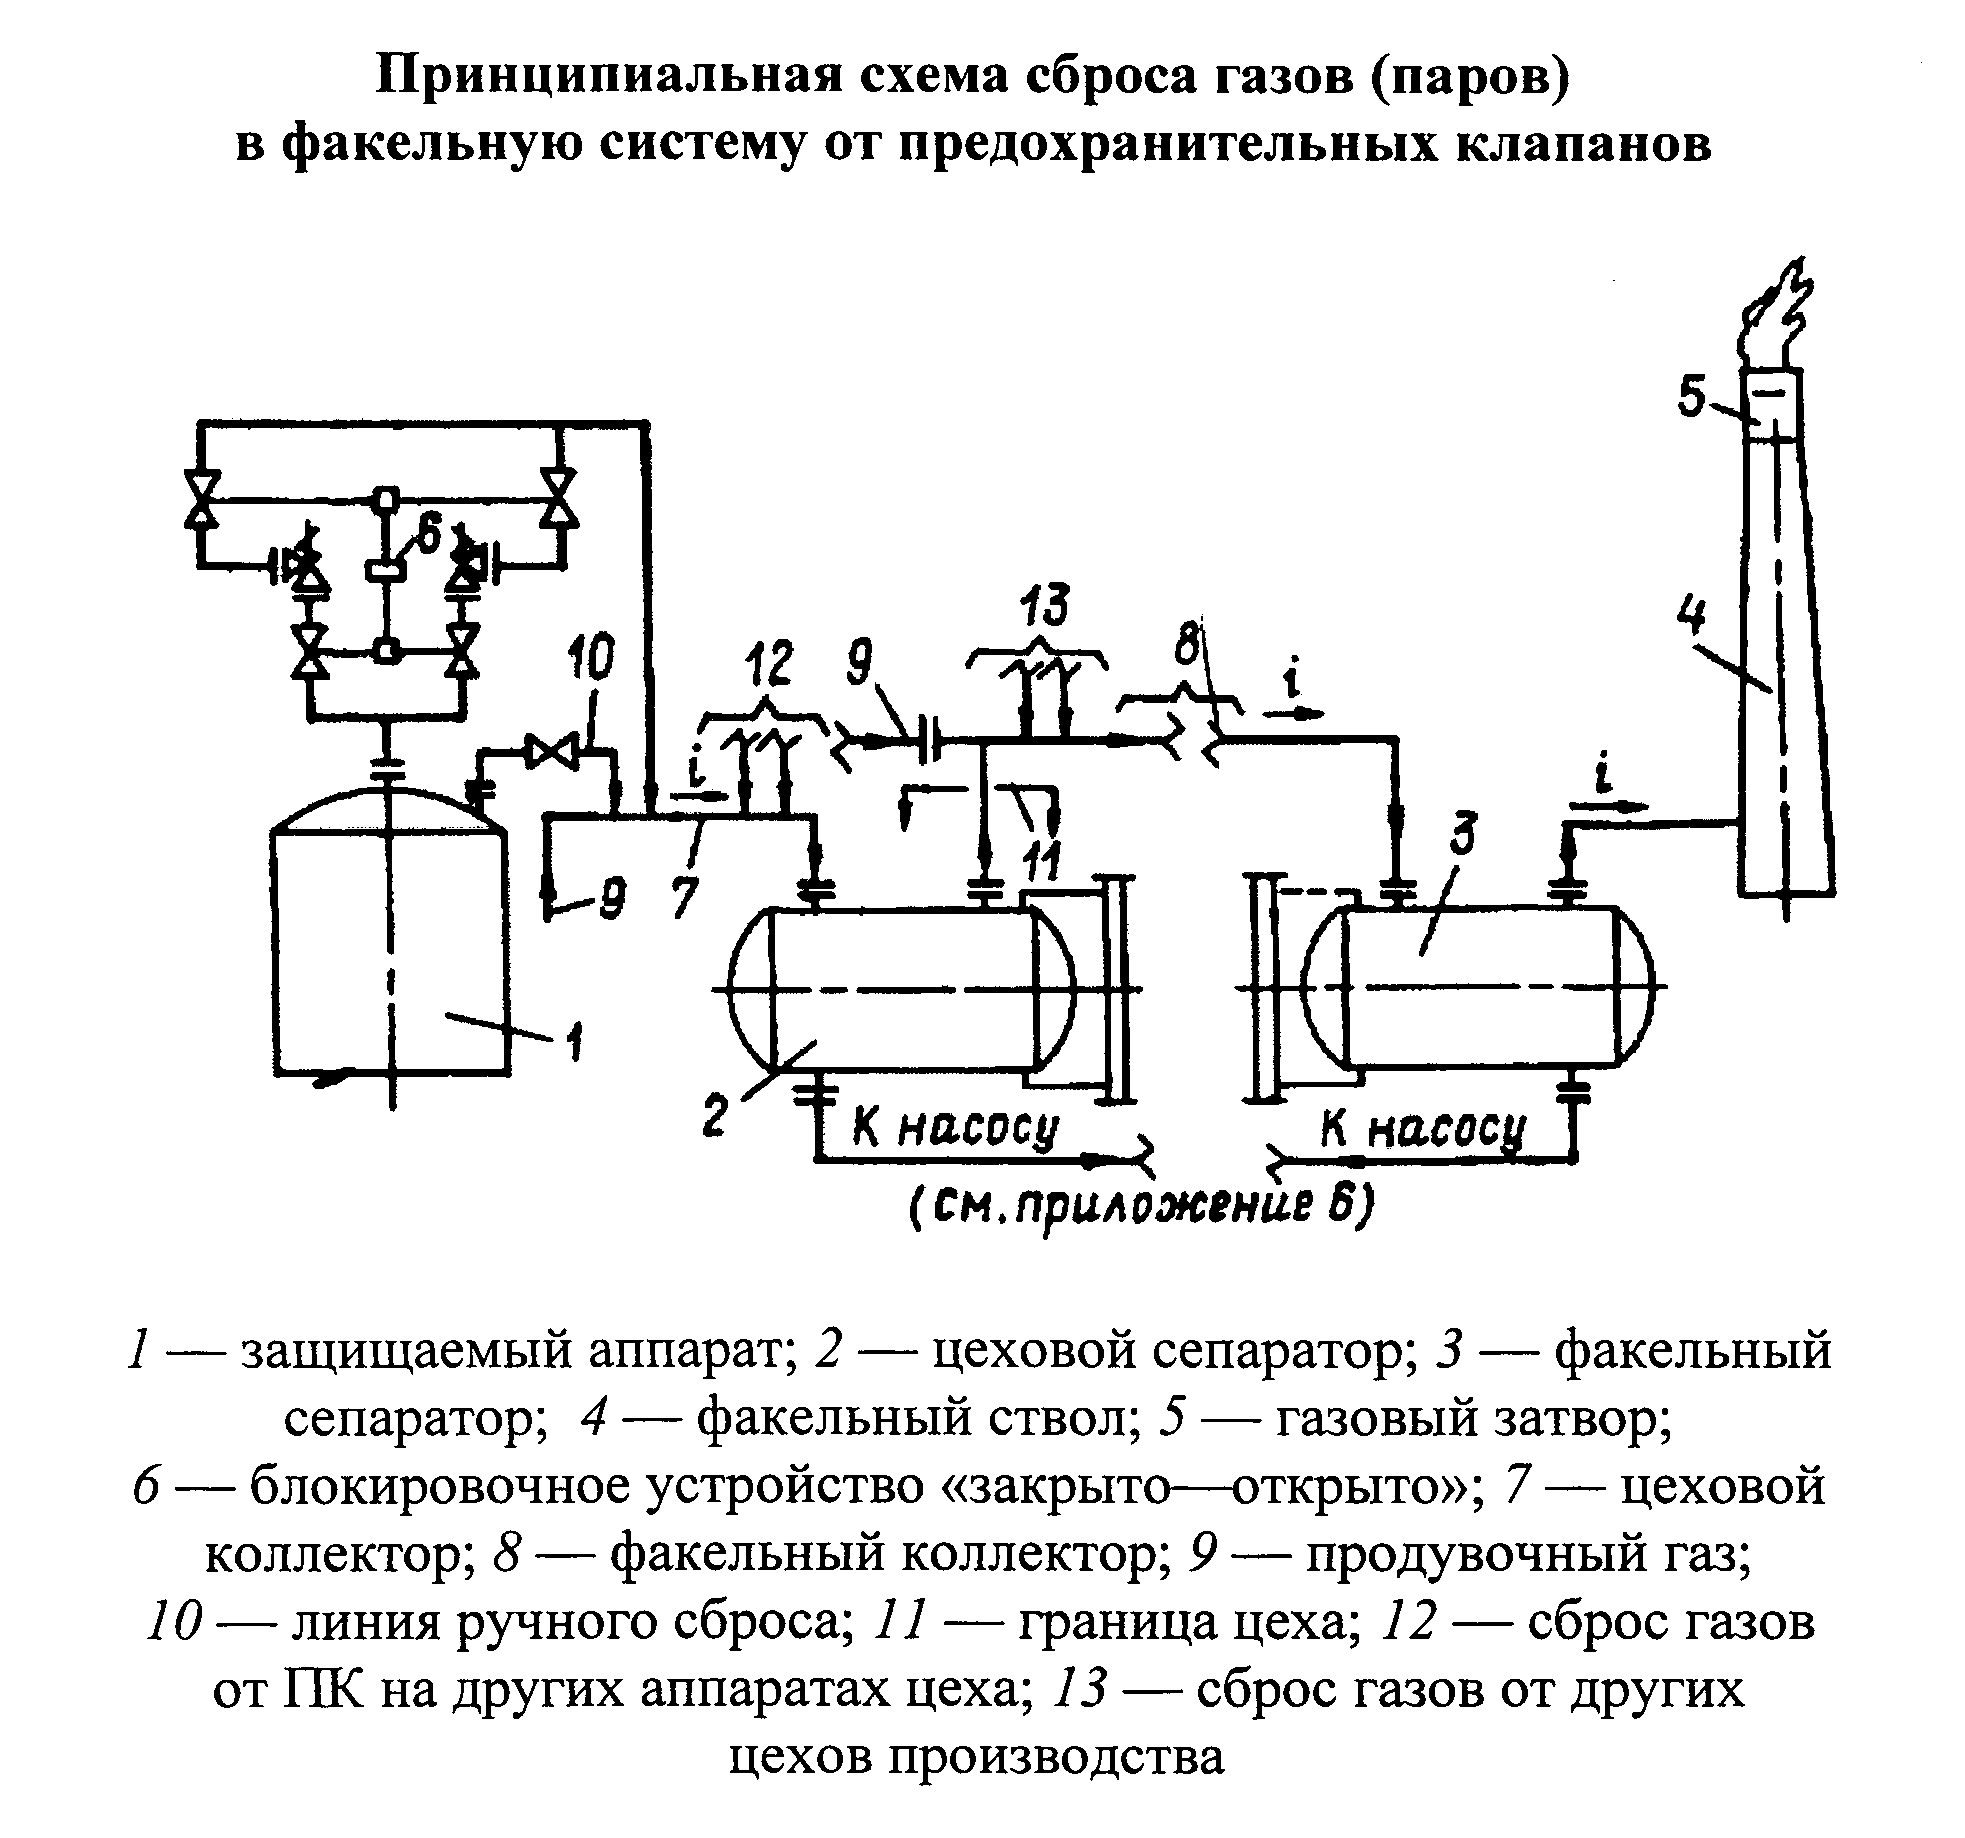 Принципиальная схема сброса газов (паров)
в факельную систему от предохранительных клапанов
5
6
13
4
10
12
9
8
i
i
i
11
3
7
9
1
2
К насосу
К насосу
(см. приложение 6)
1 — защищаемый аппарат; 2 — цеховой сепаратор; 3 — факельный
сепаратор; 4 — факельный ствол; 5 — газовый затвор;
6 — блокировочное устройство «закрыто—открыто»; 7 — цеховой
коллектор; 8 — факельный коллектор; 9 — продувочный газ;
10 — линия ручного сброса; 11 — граница цеха; 12 — сброс газов
от ПК на других аппаратах цеха; 13 — сброс газов от других
цехов производства